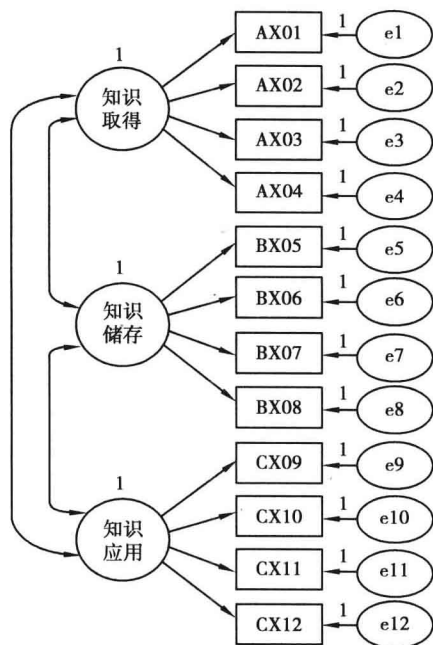 1 AX01 1 e1
知识
取得
AX02 1 e2
AX03 1 e3
AX04 1 e4
1 BX05 1 e5
知识
储存
BX06 1 e6
BX07 1 e7
BX08 1 e8
1 CX09 1 e9
知识
应用
CX10 1 e10
CX11 1 e11
CX12 1 e12